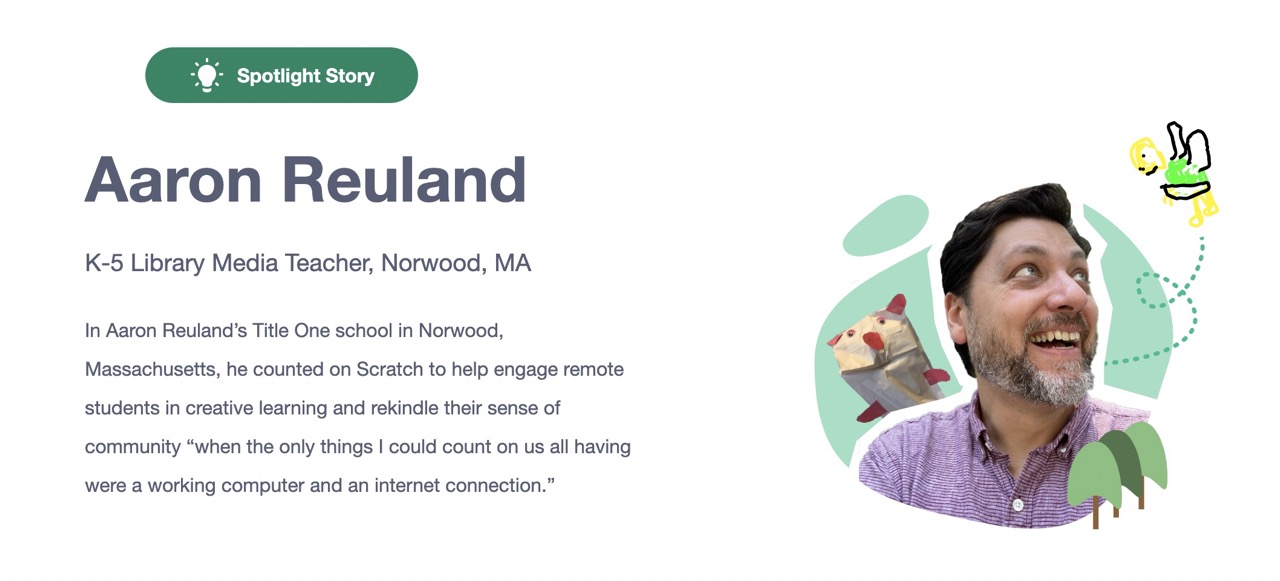 Spotlight Story
Aaron Reuland
K-5 Library Media Teacher, Norwood, MA
In Aaron Reuland’s Title One school in Norwood,
Massachusetts, he counted on Scratch to help engage remote
students in creative learning and rekindle their sense of
community “when the only things I could count on us all having
were a working computer and an internet connection.”